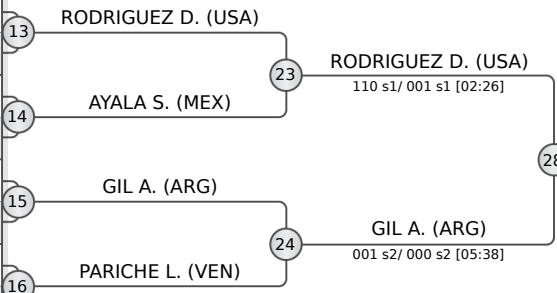 13
RODRIGUEZ D. (USA)
23
RODRIGUEZ D. (USA)
110 s1/ 001 s1 [02:26]
14
AYALA S. (MEX)
28
15
GIL A. (ARG)
24
GIL A. (ARG)
001 s2/ 000 s2 [05:38]
16
PARICHE L. (VEN)